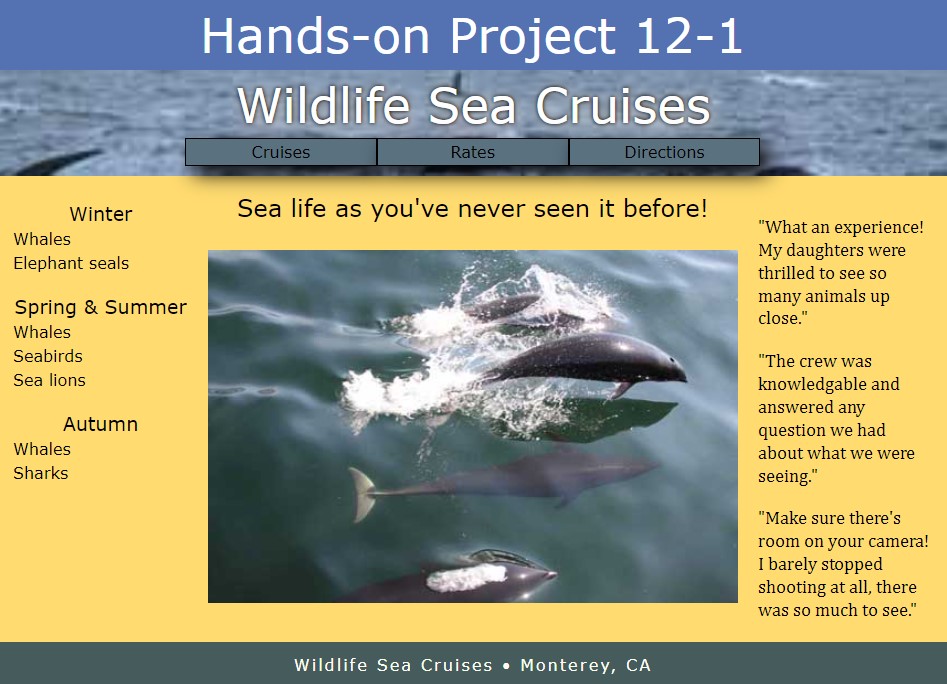 Hands-on Project 12-1
Wildlife Sea Cruises
Cruises
Rates
Directions
Winter
Whales
Elephant seals
Spring & Summer
Whales
Seabirds
Sea lions
Autumn
Whales
Sharks
Sea life as you've never seen it before!
"What an experience!
My daughters were
thrilled to see so
many animals up
close."
"The crew was
knowledgable and
answered any
question we had
about what we were
seeing."
"Make sure there's
room on your camera!
I barely stopped
shooting at all, there
was so much to see."
Wildlife Sea Cruises • Monterey, CA